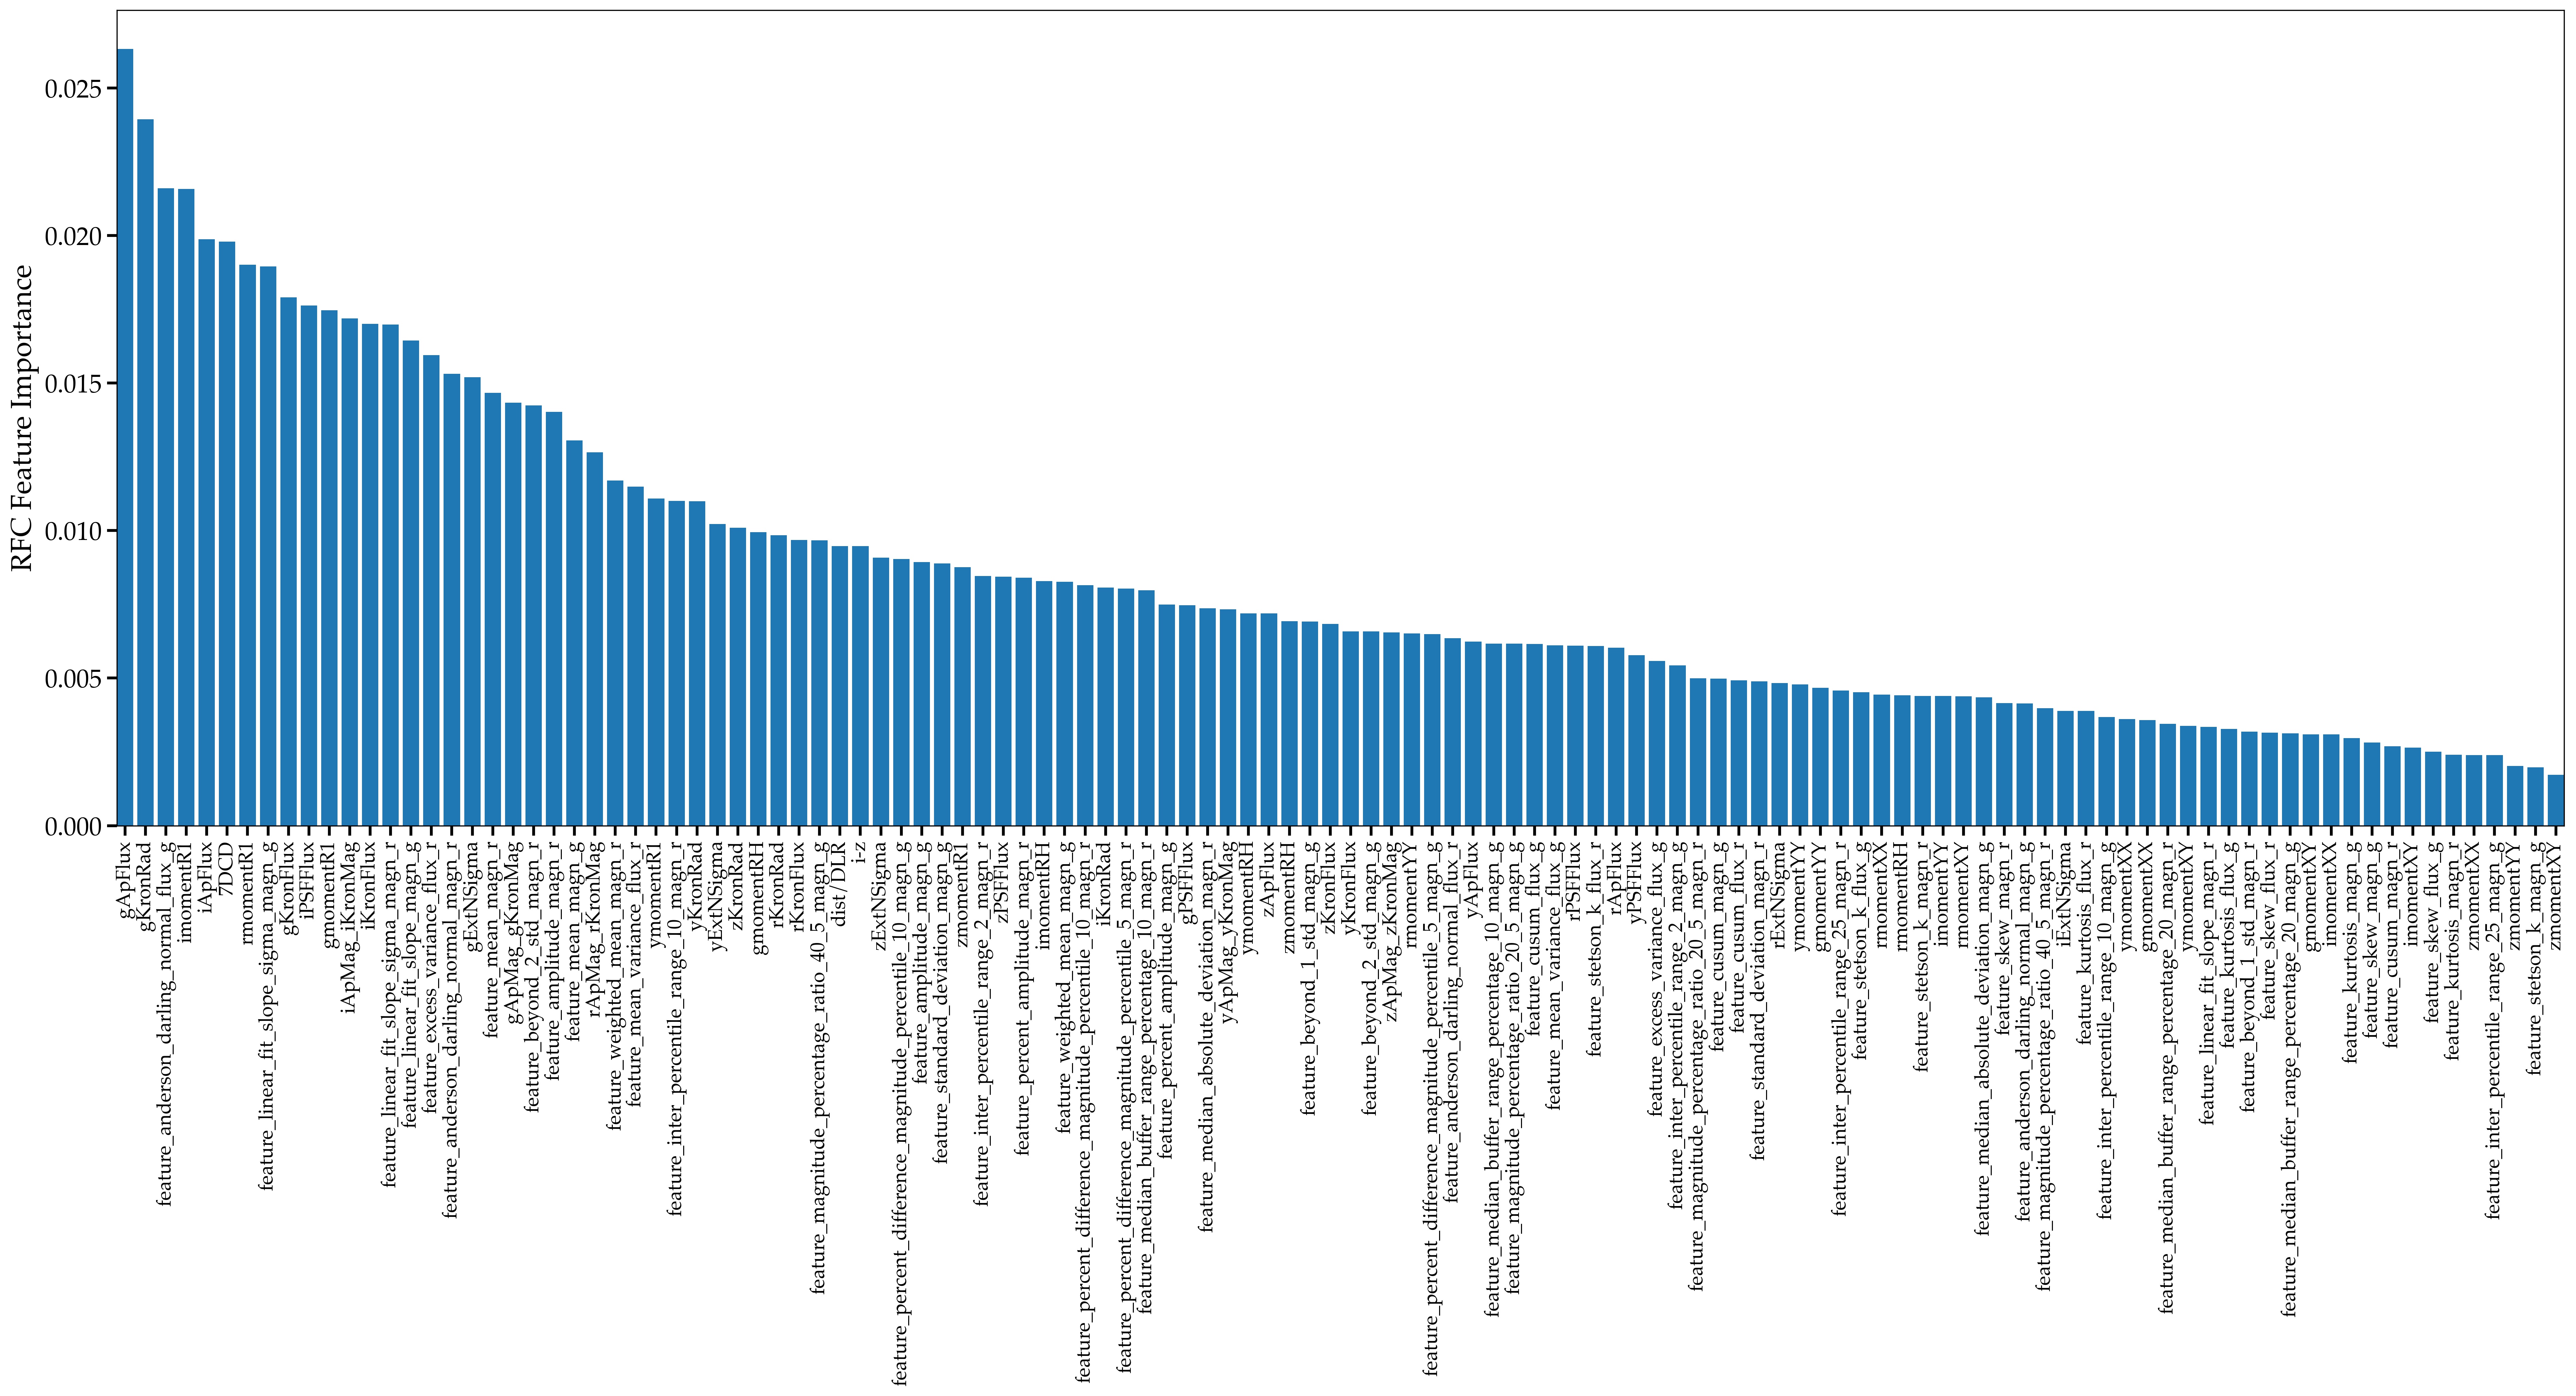 RFC Feature Importance
0.025
0.020
0.015
0.010
0.005
0.000
gApFlux
gKronRad
feature_anderson_darling_normal_flux_g
imomentR1
iApFlux
7DCD
rmomentR1
feature_linear_fit_slope_sigma_magn_g
gKronFlux
iPSFFlux
gmomentR1
iApMag_iKronMag
iKronFlux
feature_linear_fit_slope_sigma_magn_r
feature_linear_fit_slope_magn_g
feature_excess_variance_flux_r
feature_anderson_darling_normal_magn_r
gExtNSigma
feature_mean_magn_r
gApMag_gKronMag
feature_beyond_2_std_magn_r
feature_amplitude_magn_r
feature_mean_magn_g
rApMag_rKronMag
feature_weighted_mean_magn_r
feature_mean_variance_flux_r
ymomentR1
feature_inter_percentile_range_10_magn_r
yKronRad
yExtNSigma
zKronRad
gmomentRH
rKronRad
rKronFlux
feature_magnitude_percentage_ratio_40_5_magn_g
dist/DLR
i-z
zExtNSigma
feature_percent_difference_magnitude_percentile_10_magn_g
feature_amplitude_magn_g
feature_standard_deviation_magn_g
zmomentR1
feature_inter_percentile_range_2_magn_r
zPSFFlux
feature_percent_amplitude_magn_r
imomentRH
feature_weighted_mean_magn_g
feature_percent_difference_magnitude_percentile_10_magn_r
iKronRad
feature_percent_difference_magnitude_percentile_5_magn_r
feature_median_buffer_range_percentage_10_magn_r
feature_percent_amplitude_magn_g
gPSFFlux
feature_median_absolute_deviation_magn_r
yApMag_yKronMag
ymomentRH
zApFlux
zmomentRH
feature_beyond_1_std_magn_g
zKronFlux
yKronFlux
feature_beyond_2_std_magn_g
zApMag_zKronMag
rmomentYY
feature_percent_difference_magnitude_percentile_5_magn_g
feature_anderson_darling_normal_flux_r
yApFlux
feature_median_buffer_range_percentage_10_magn_g
feature_magnitude_percentage_ratio_20_5_magn_g
feature_cusum_flux_g
feature_mean_variance_flux_g
rPSFFlux
feature_stetson_k_flux_r
rApFlux
yPSFFlux
feature_excess_variance_flux_g
feature_inter_percentile_range_2_magn_g
feature_magnitude_percentage_ratio_20_5_magn_r
feature_cusum_magn_g
feature_cusum_flux_r
feature_standard_deviation_magn_r
rExtNSigma
ymomentYY
gmomentYY
feature_inter_percentile_range_25_magn_r
feature_stetson_k_flux_g
rmomentXX
rmomentRH
feature_stetson_k_magn_r
imomentYY
rmomentXY
feature_median_absolute_deviation_magn_g
feature_skew_magn_r
feature_anderson_darling_normal_magn_g
feature_magnitude_percentage_ratio_40_5_magn_r
iExtNSigma
feature_kurtosis_flux_r
feature_inter_percentile_range_10_magn_g
ymomentXX
gmomentXX
feature_median_buffer_range_percentage_20_magn_r
ymomentXY
feature_linear_fit_slope_magn_r
feature_kurtosis_flux_g
feature_beyond_1_std_magn_r
feature_skew_flux_r
feature_median_buffer_range_percentage_20_magn_g
gmomentXY
imomentXX
feature_kurtosis_magn_g
feature_skew_magn_g
feature_cusum_magn_r
imomentXY
feature_skew_flux_g
feature_kurtosis_magn_r
zmomentXX
feature_inter_percentile_range_25_magn_g
zmomentYY
feature_stetson_k_magn_g
zmomentXY